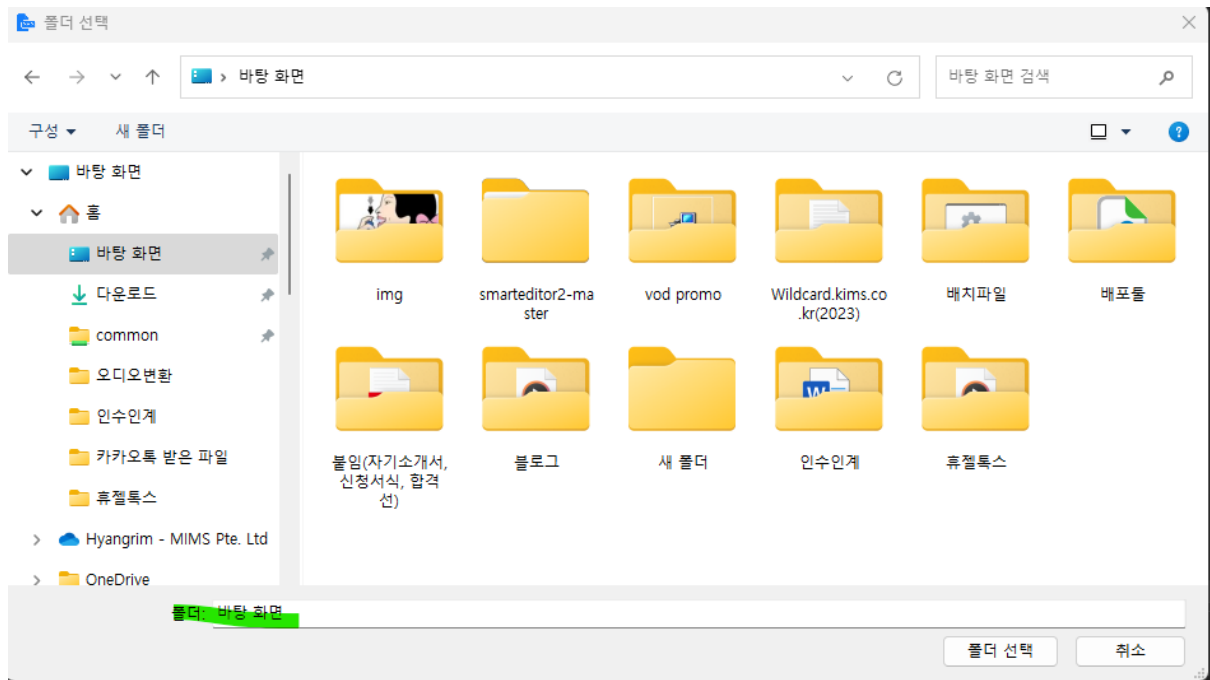 폴더 선택
바탕 화면
바탕 화면 검색
구성
새 폴더
바탕 화면
홈
바탕 화면
다운로드
common
오디오변환
인수인계
카카오톡 받은 파일
휴젤톡스
Hyangrim - MIMS Pte. Ltd
OneDrive
img
smarteditor2-ma
ster
vod promo
Wildcard.kims.co
.kr(2023)
배치파일
배포툴
붙임(자기소개서,
신청서식, 합격
선)
블로그
새 폴더
인수인계
휴젤톡스
폴더: 바탕 화면
폴더 선택
취소